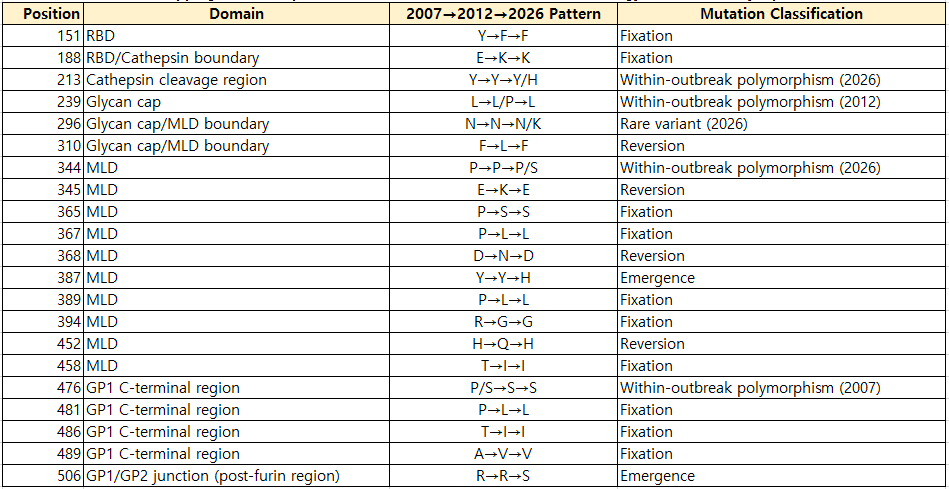 Position Domain 2007→2012→2026 Pattern Mutation Classification
151 RBD Y→F→F Fixation
188 RBD/Cathepsin boundary E→K→K Fixation
213 Cathepsin cleavage region Y→Y→Y/H Within-outbreak polymorphism (2026)
239 Glycan cap L→L/P→L Within-outbreak polymorphism (2012)
296 Glycan cap/MLD boundary N→N→N/K Rare variant (2026)
310 Glycan cap/MLD boundary F→L→F Reversion
344 MLD P→P→P/S Within-outbreak polymorphism (2026)
345 MLD E→K→E Reversion
365 MLD P→S→S Fixation
367 MLD P→L→L Fixation
368 MLD D→N→D Reversion
387 MLD Y→Y→H Emergence
389 MLD P→L→L Fixation
394 MLD R→G→G Fixation
452 MLD H→Q→H Reversion
458 MLD T→I→I Fixation
476 GP1 C-terminal region P/S→S→S Within-outbreak polymorphism (2007)
481 GP1 C-terminal region P→L→L Fixation
486 GP1 C-terminal region T→I→I Fixation
489 GP1 C-terminal region A→V→V Fixation
506 GP1/GP2 junction (post-furin region) R→R→S Emergence